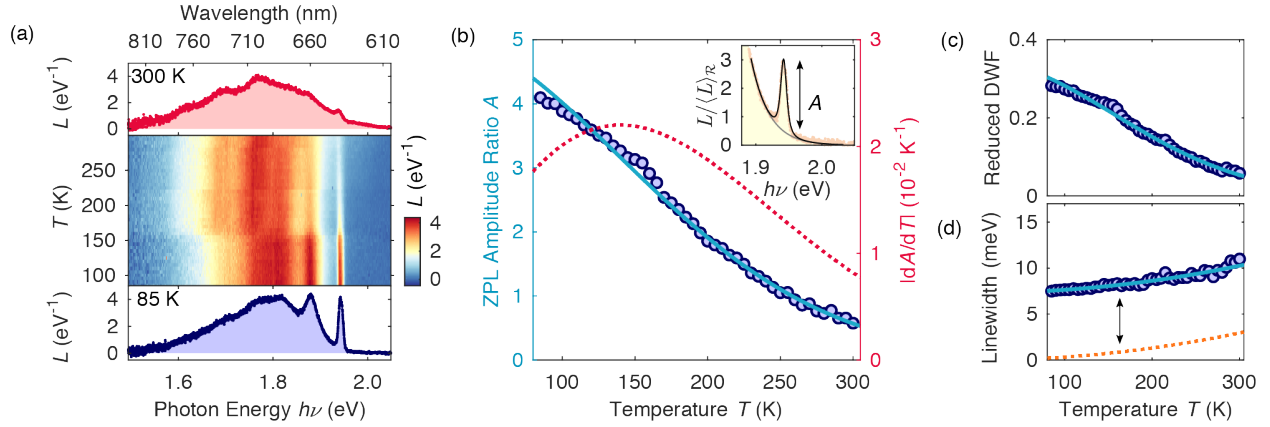 (a)
Wavelength (nm)
810 760 710 660 610
300 K
L (eV⁻¹)
4
2
0
T (K)
250
200
150
100
L (eV⁻¹)
4
2
0
85 K
L (eV⁻¹)
4
2
0
1.6 1.8 2.0
Photon Energy hν (eV)
(b)
ZPL Amplitude Ratio A
5
4
3
2
1
0
100 150 200 250 300
Temperature T (K)
3
2
1
0
|dA/dT| (10⁻² K⁻¹)
L/⟨L⟩ℛ
3
2
1
0
A
1.9 2.0
hν (eV)
(c)
Reduced DWF
0.4
0.2
0
(d)
Linewidth (meV)
15
10
5
0
100 200 300
Temperature T (K)